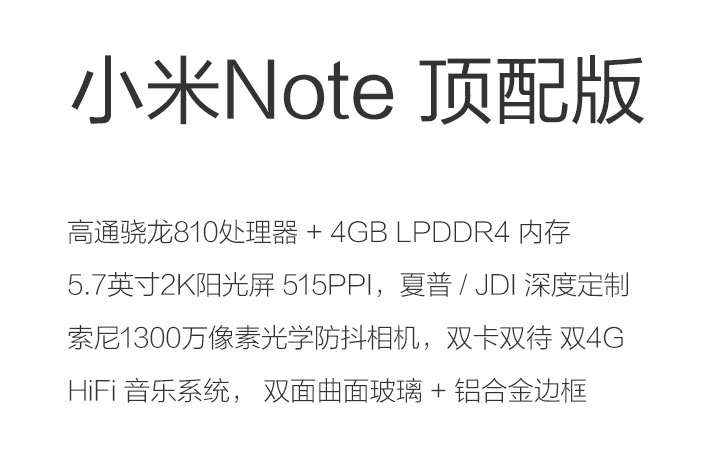 小米Note 顶配版
高通骁龙810处理器 + 4GB LPDDR4 内存
5.7英寸2K阳光屏 515PPI，夏普 / JDI 深度定制
索尼1300万像素光学防抖相机，双卡双待 双4G
HiFi 音乐系统， 双面曲面玻璃 + 铝合金边框